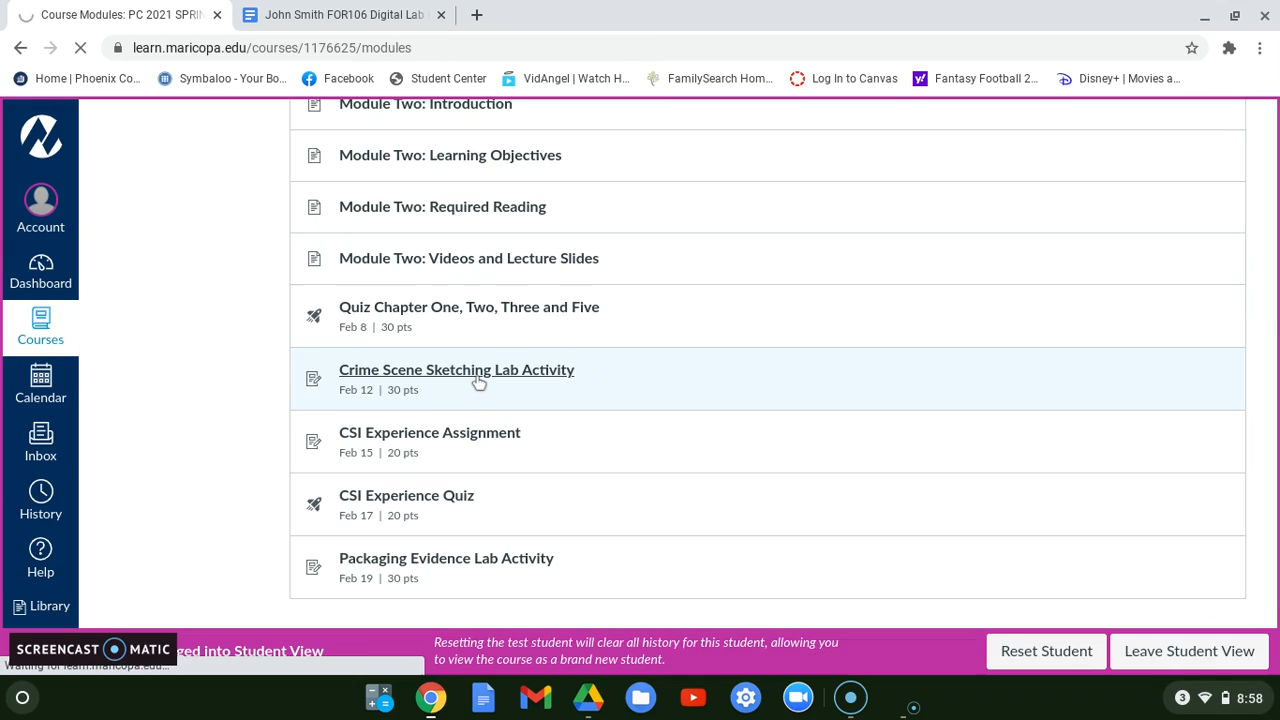 Course Modules: PC 2021 SPRIN
John Smith FOR106 Digital Lab
learn.maricopa.edu/courses/1176625/modules
Home | Phoenix Co...
Symbaloo - Your Bo...
Facebook
Student Center
VidAngel | Watch H...
FamilySearch Hom...
Log In to Canvas
Fantasy Football 2...
Disney+ | Movies a...
Account
Dashboard
Courses
Calendar
Inbox
History
Help
Library
Module Two: Introduction
Module Two: Learning Objectives
Module Two: Required Reading
Module Two: Videos and Lecture Slides
Quiz Chapter One, Two, Three and Five
Feb 8 | 30 pts
Crime Scene Sketching Lab Activity
Feb 12 | 30 pts
CSI Experience Assignment
Feb 15 | 20 pts
CSI Experience Quiz
Feb 17 | 20 pts
Packaging Evidence Lab Activity
Feb 19 | 30 pts
SCREENCAST MATIC
ged into Student View
Resetting the test student will clear all history for this student, allowing you
to view the course as a brand new student.
Reset Student
Leave Student View
3
8:58